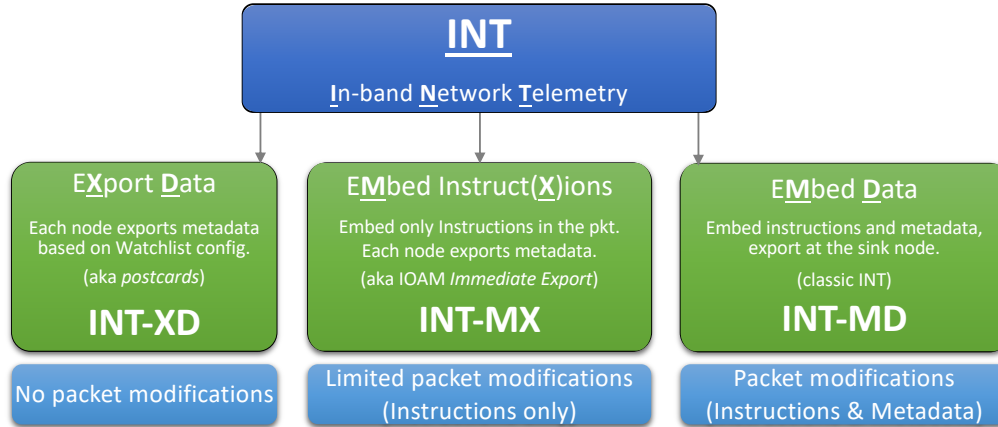 INT
In-band Network Telemetry
EXport Data
Each node exports metadata
based on Watchlist config.
(aka postcards)
INT-XD
EMbed Instruct(X)ions
Embed only Instructions in the pkt.
Each node exports metadata.
(aka IOAM Immediate Export)
INT-MX
EMbed Data
Embed instructions and metadata,
export at the sink node.
(classic INT)
INT-MD
No packet modifications
Limited packet modifications
(Instructions only)
Packet modifications
(Instructions & Metadata)